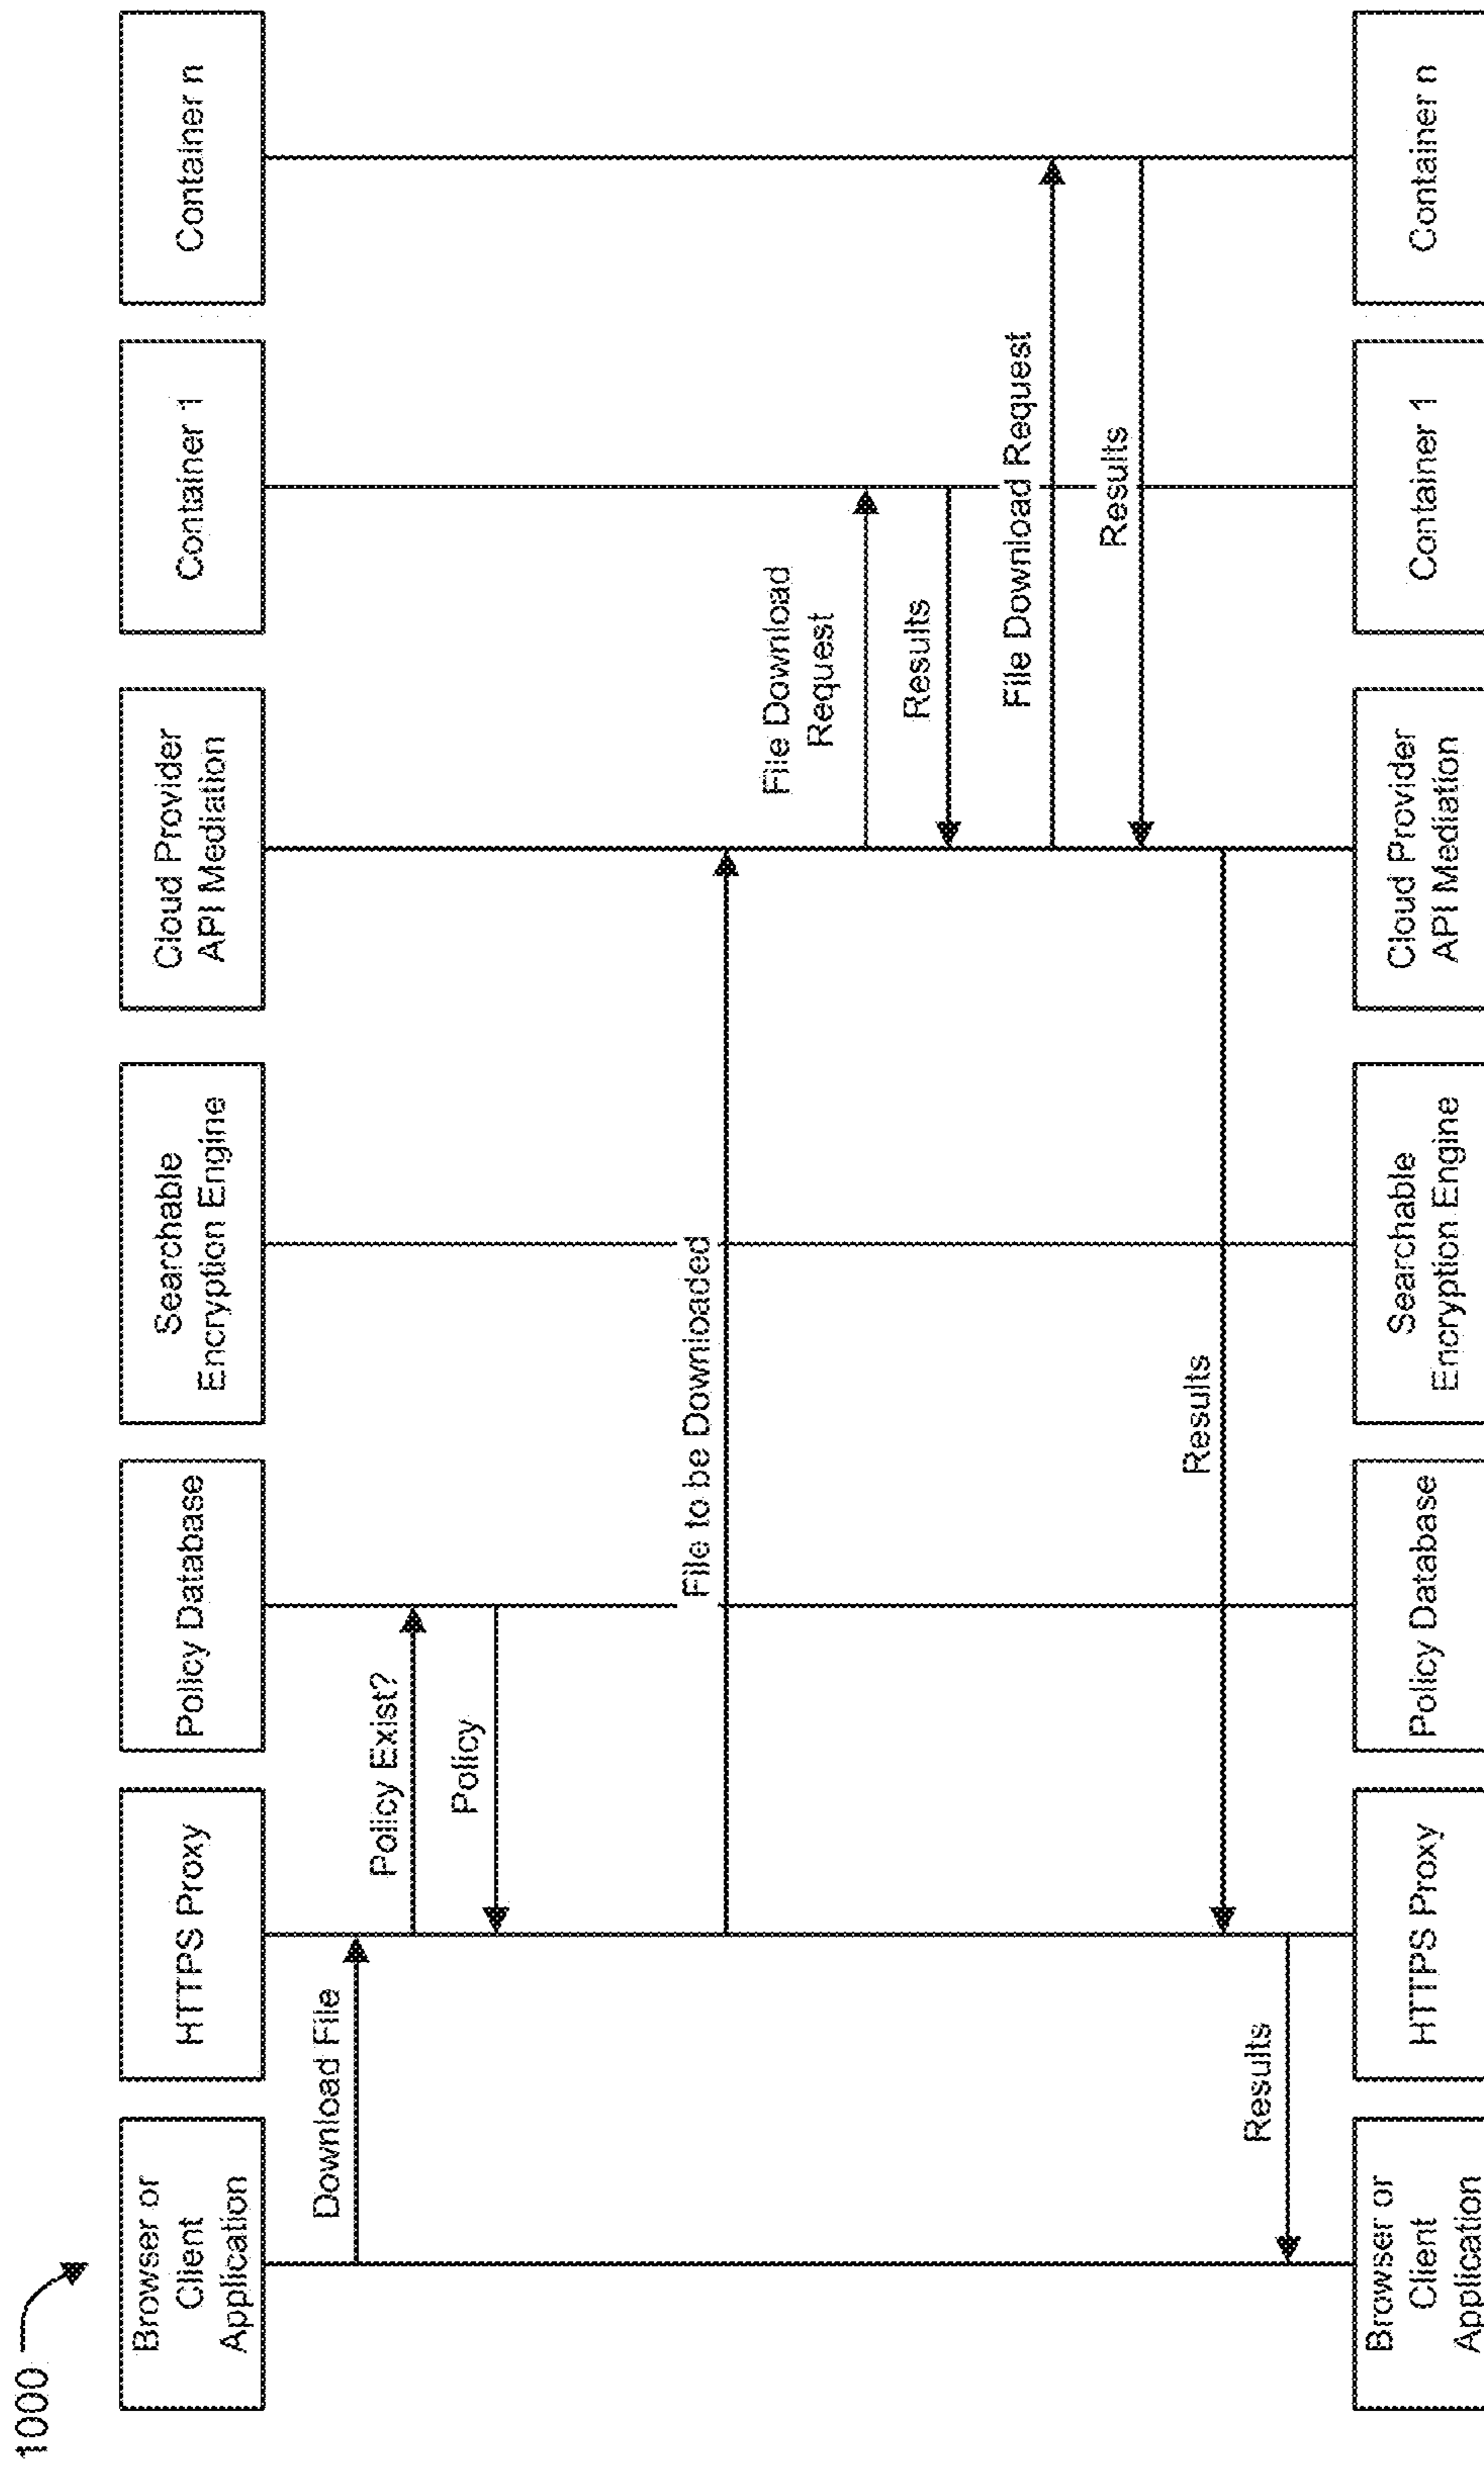 1000
Browser or
Client
Application
HTTPS Proxy
Policy Database
Searchable
Encryption Engine
Cloud Provider
API Mediation
Container 1
Container n
Download File
Policy Exist?
Policy
File to be Downloaded
File Download
Request
Results
File Download Request
Results
Results
Results
Browser or
Client
Application
HTTPS Proxy
Policy Database
Searchable
Encryption Engine
Cloud Provider
API Mediation
Container 1
Container n